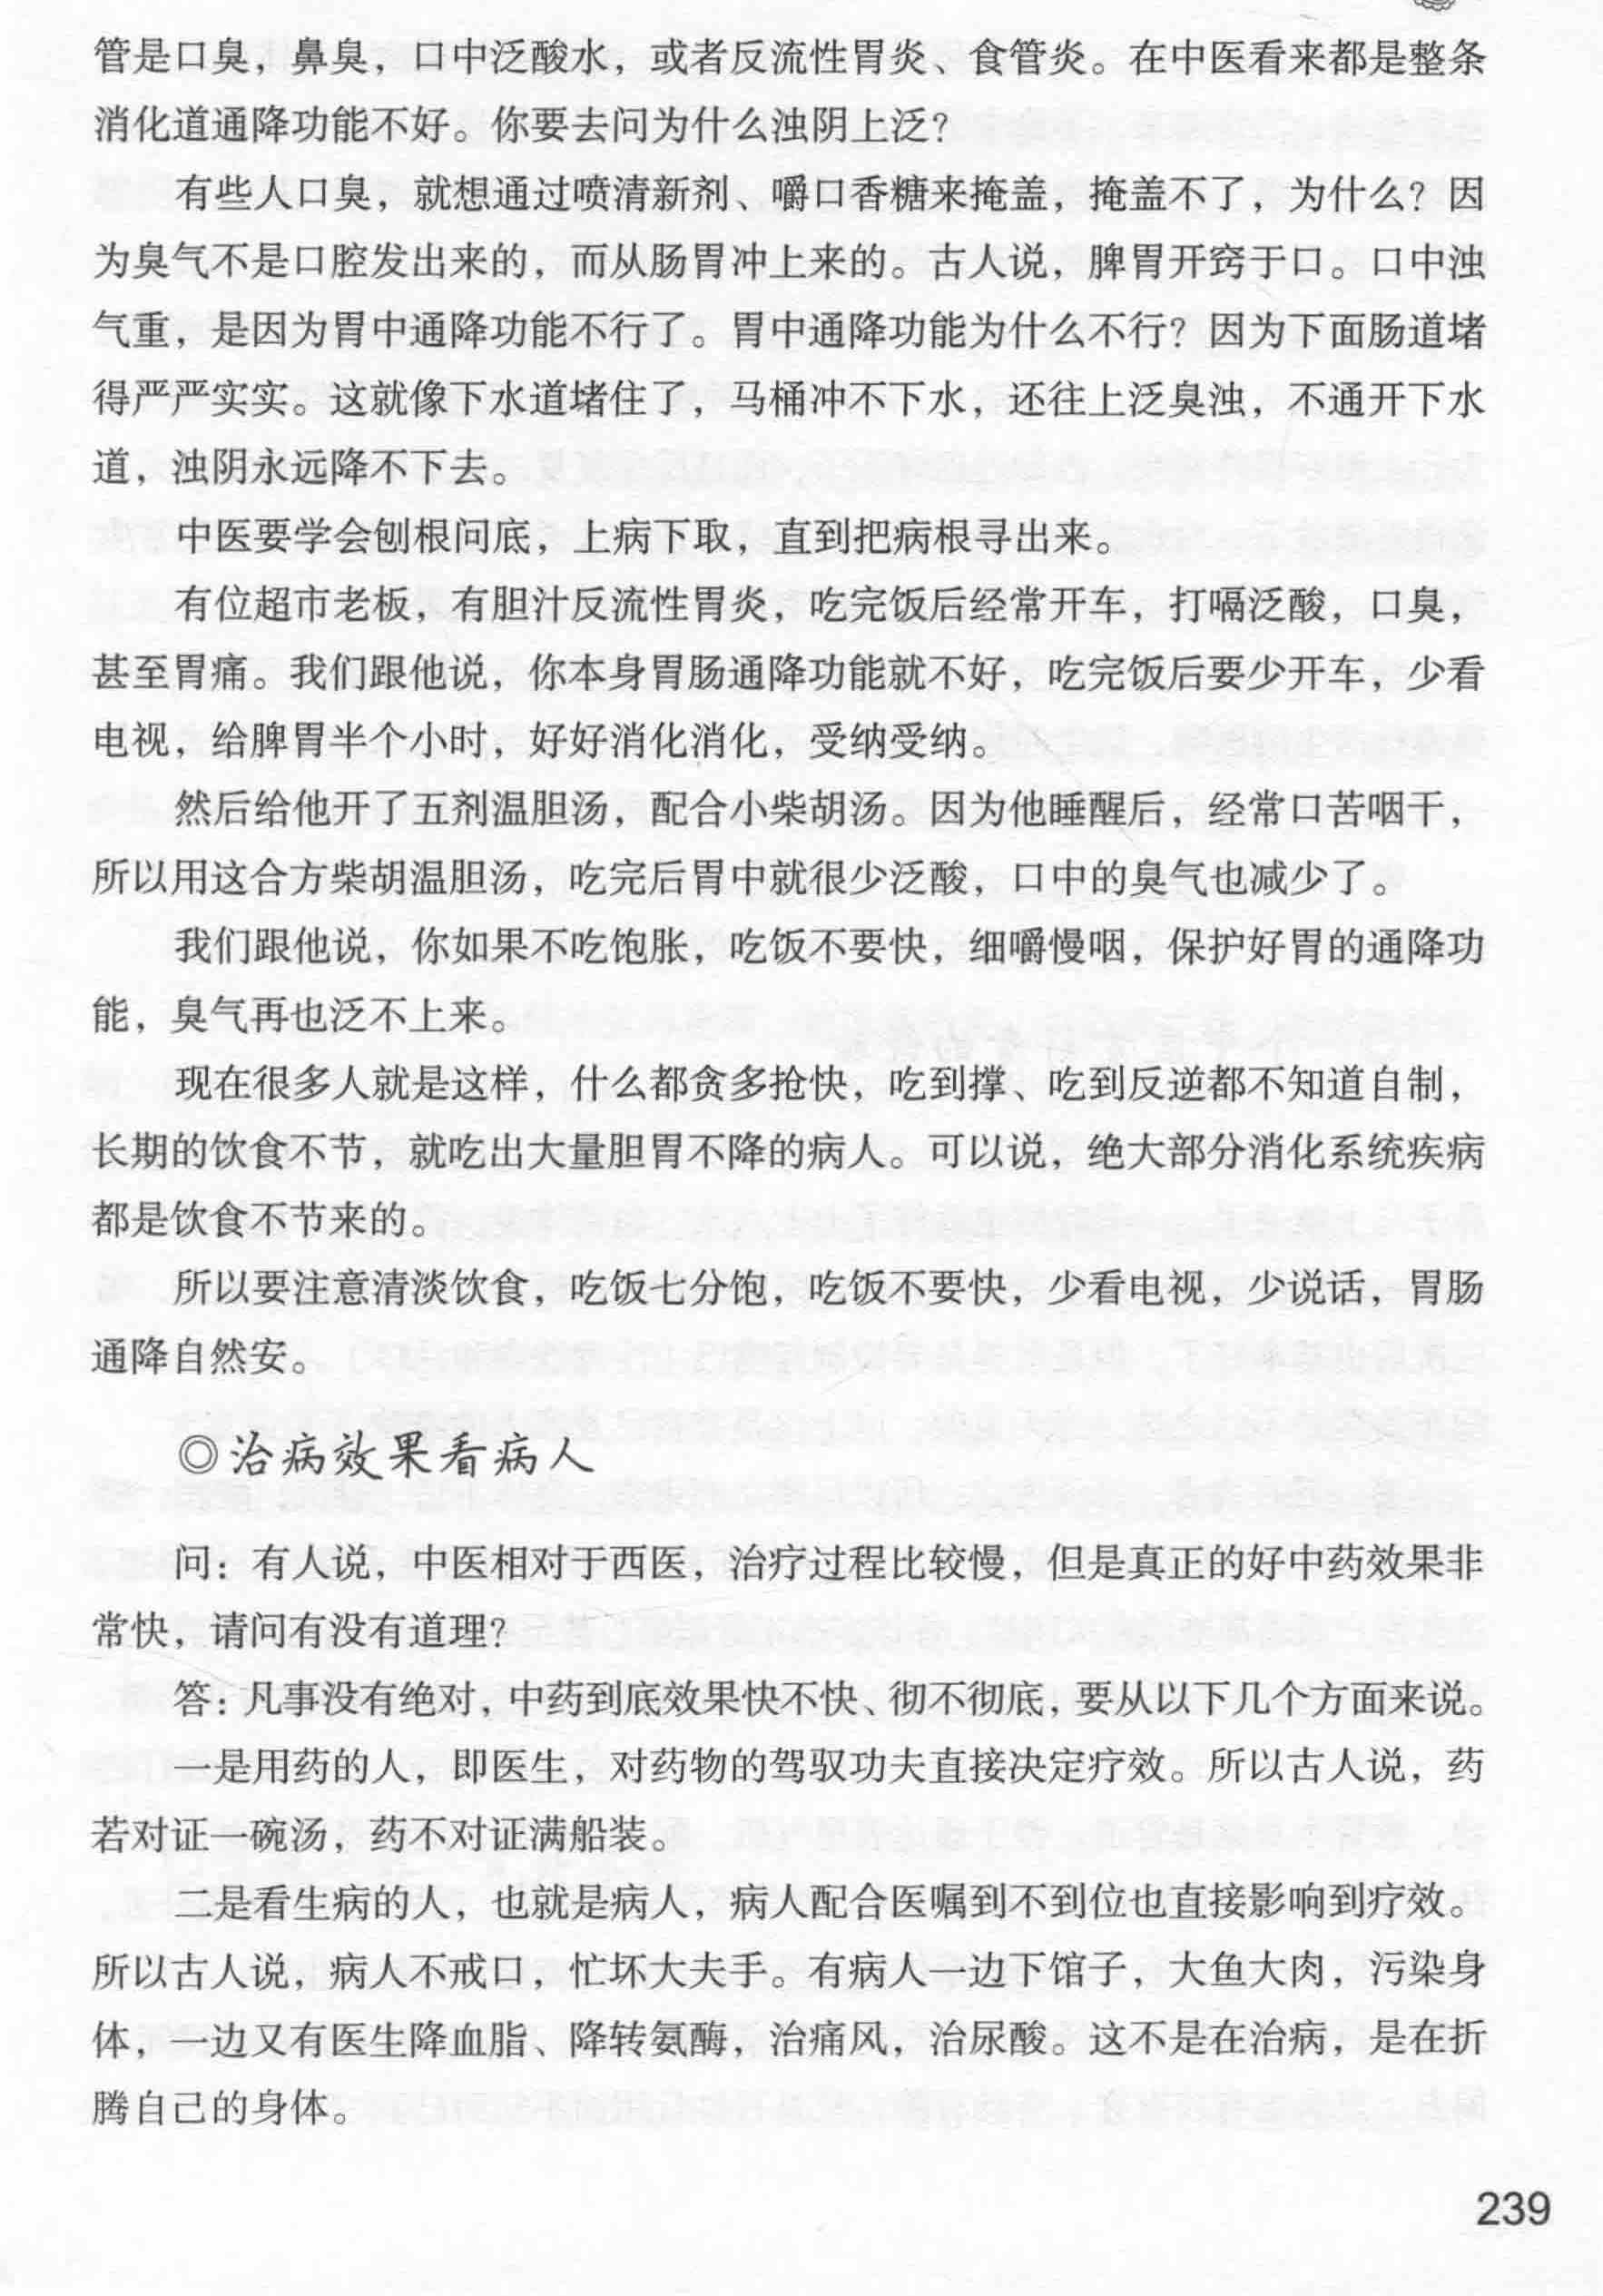 管是口臭，鼻臭，口中泛酸水，或者反流性胃炎、食管炎。在中医看来都是整条
消化道通降功能不好。你要去问为什么浊阴上泛？
有些人口臭，就想通过喷清新剂、嚼口香糖来掩盖，掩盖不了，为什么？因
为臭气不是口腔发出来的，而从肠胃冲上来的。古人说，脾胃开窍于口。口中浊
气重，是因为胃中通降功能不行了。胃中通降功能为什么不行？因为下面肠道堵
得严严实实。这就像下水道堵住了，马桶冲不下水，还往上泛臭浊，不通开下水
道，浊阴永远降不下去。
中医要学会刨根问底，上病下取，直到把病根寻出来。
有位超市老板，有胆汁反流性胃炎，吃完饭后经常开车，打嗝泛酸，口臭，
甚至胃痛。我们跟他说，你本身胃肠通降功能就不好，吃完饭后要少开车，少看
电视，给脾胃半个小时，好好消化消化，受纳受纳。
然后给他开了五剂温胆汤，配合小柴胡汤。因为他睡醒后，经常口苦咽干，
所以用这合方柴胡温胆汤，吃完后胃中就很少泛酸，口中的臭气也减少了。
我们跟他说，你如果不吃饱胀，吃饭不要快，细嚼慢咽，保护好胃的通降功
能，臭气再也泛不上来。
现在很多人就是这样，什么都贪多抢快，吃到撑、吃到反逆都不知道自制，
长期的饮食不节，就吃出大量胆胃不降的病人。可以说，绝大部分消化系统疾病
都是饮食不节来的。
所以要注意清淡饮食，吃饭七分饱，吃饭不要快，少看电视，少说话，胃肠
通降自然安。
◎治病效果看病人
问：有人说，中医相对于西医，治疗过程比较慢，但是真正的好中药效果非
常快，请问有没有道理？
答：凡事没有绝对，中药到底效果快不快、彻不彻底，要从以下几个方面来说。
一是用药的人，即医生，对药物的驾驭功夫直接决定疗效。所以古人说，药
若对证一碗汤，药不对证满船装。
二是看生病的人，也就是病人，病人配合医嘱到不到位也直接影响到疗效。
所以古人说，病人不戒口，忙坏大夫手。有病人一边下馆子，大鱼大肉，污染身
体，一边又有医生降血脂、降转氨酶，治痛风，治尿酸。这不是在治病，是在折
腾自己的身体。
239